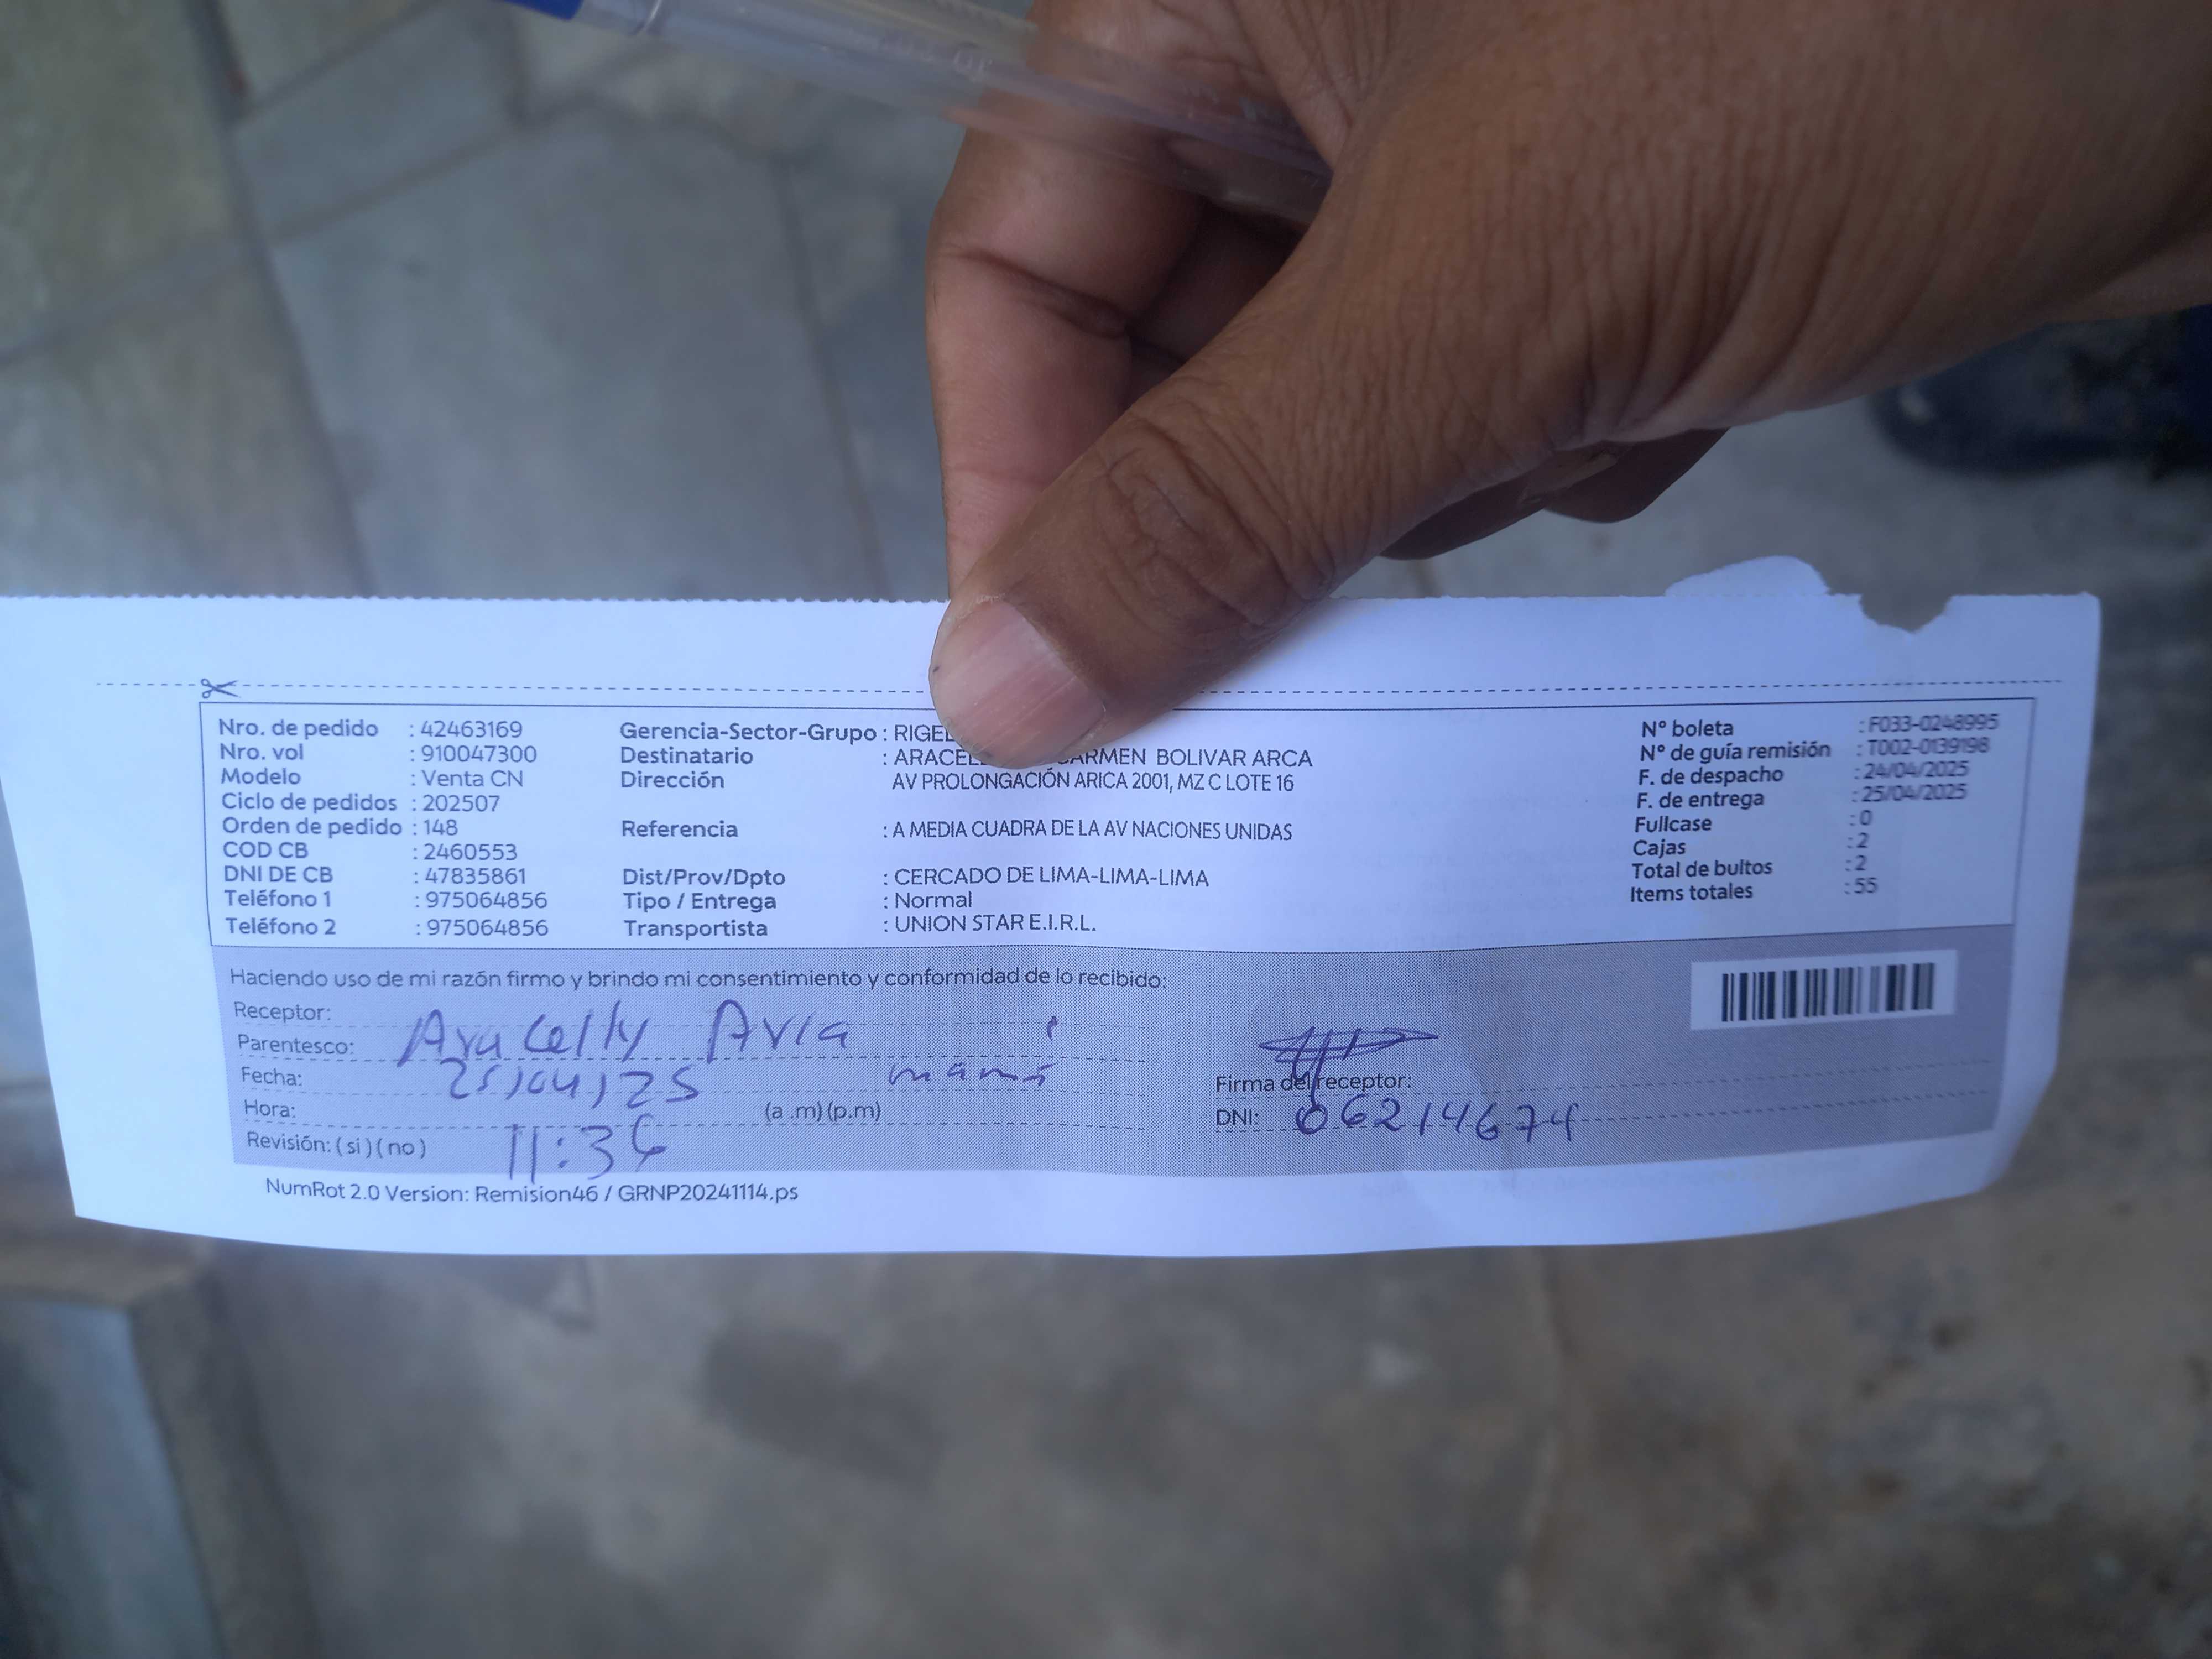 Nro. de pedido : 42463169 Gerencia-Sector-Grupo : N° boleta : F033-0248995
Nro. vol : 910047300 Destinatario : BOLIVAR ARCA N° de guía remisión : T002-0139198
Modelo : Venta CN Dirección AV PROLONGACIÓN ARICA 2001, MZ C LOTE 16 F. de despacho : 24/04/2025
Ciclo de pedidos : 202507 F. de entrega : 25/04/2025
Orden de pedido : 148 Referencia : A MEDIA CUADRA DE LA AV NACIONES UNIDAS Fullcase : 0
COD CB : 2460553 Cajas : 2
DNI DE CB : 47835861 Dist/Prov/Dpto : CERCADO DE LIMA-LIMA-LIMA Total de bultos : 2
Teléfono 1 : 975064856 Tipo / Entrega : Normal Items totales : 55
Teléfono 2 : 975064856 Transportista : UNION STAR E.I.R.L.
Haciendo uso de mi razón firmo y brindo mi consentimiento y conformidad de lo recibido:
Receptor:
Parentesco: Aracelly
Fecha: 25/04/25 mamá Firma del receptor:
Hora: (a .m) (p.m) DNI: 06214674
Revisión: ( si ) ( no ) 11:36
NumRot 2.0 Version: Remision46 / GRNP20241114.ps